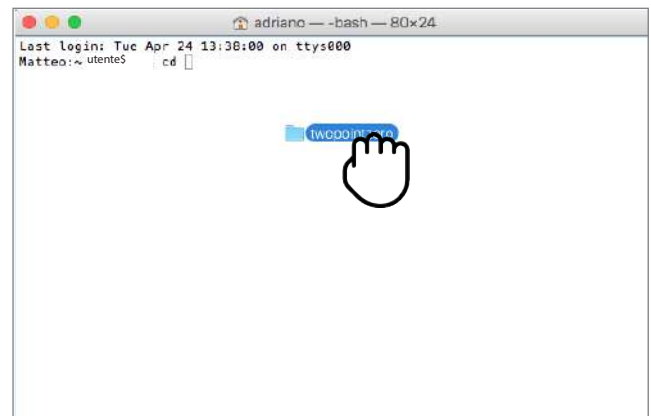 adriano — -bash — 80×24
Last login: Tue Apr 24 13:38:00 on ttys000
Matteo:~ utente$ cd